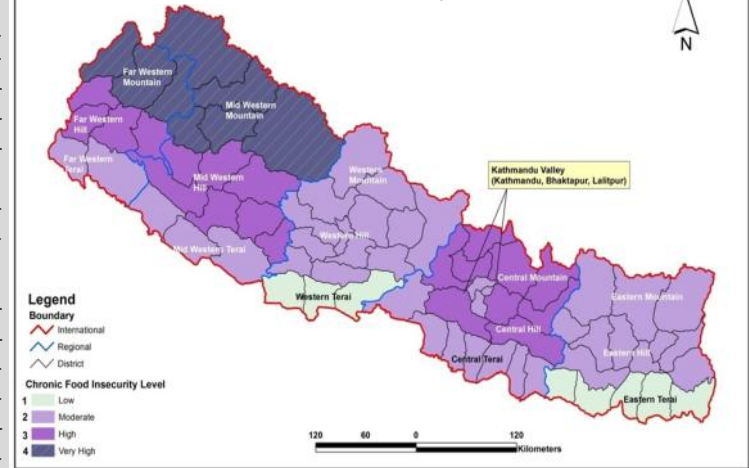 N
Far Western
Mountain
Mid Western
Mountain
Far Western
Hill
Far Western
Terai
Mid Western
Hill
Western
Mountain
Kathmandu Valley
(Kathmandu, Bhaktapur, Lalitpur)
Western Hill
Mid Western Terai
Western Terai
Central Mountain
Eastern Mountain
Central Hill
Central Terai
Eastern Hill
Eastern Terai
Legend
Boundary
International
Regional
District
Chronic Food Insecurity Level
1 Low
2 Moderate
3 High
4 Very High
120 60 0 120
Kilometers